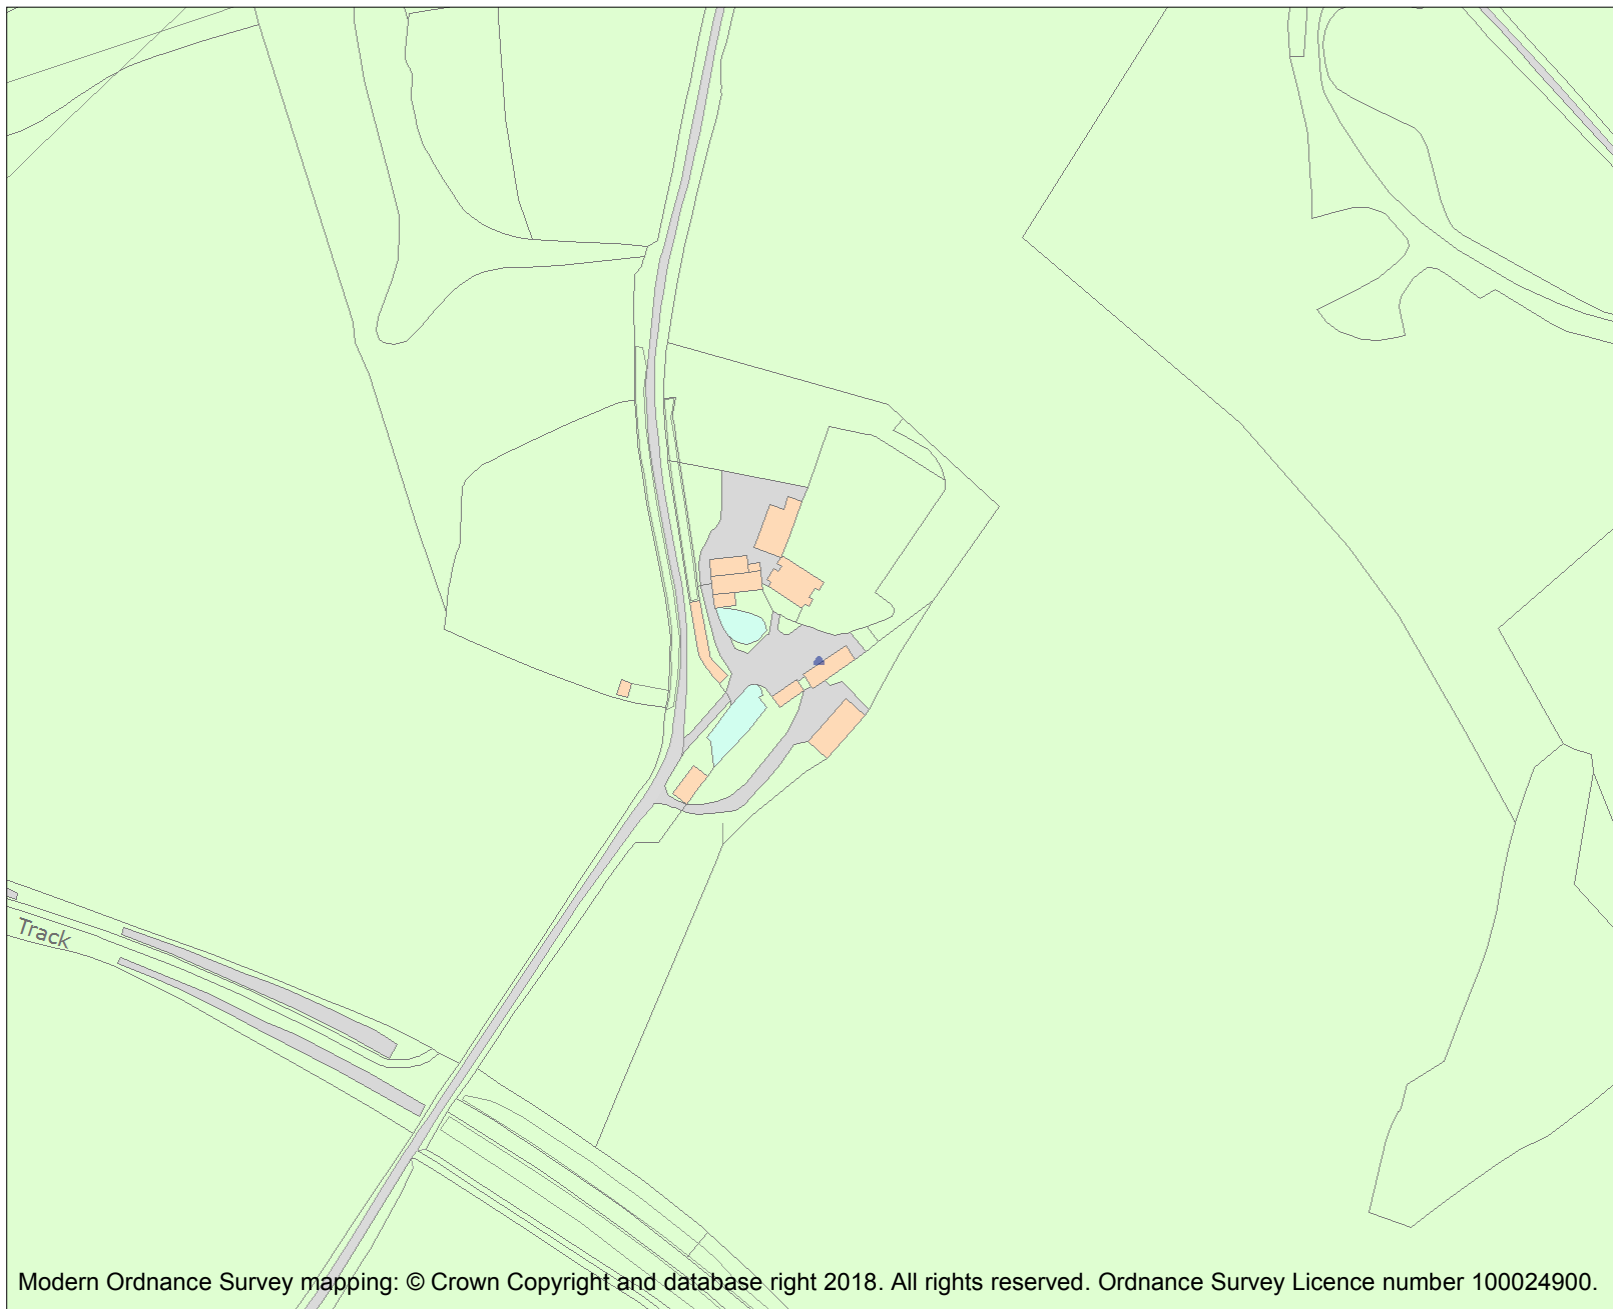 Track
Modern Ordnance Survey mapping: © Crown Copyright and database right 2018. All rights reserved. Ordnance Survey Licence number 100024900.